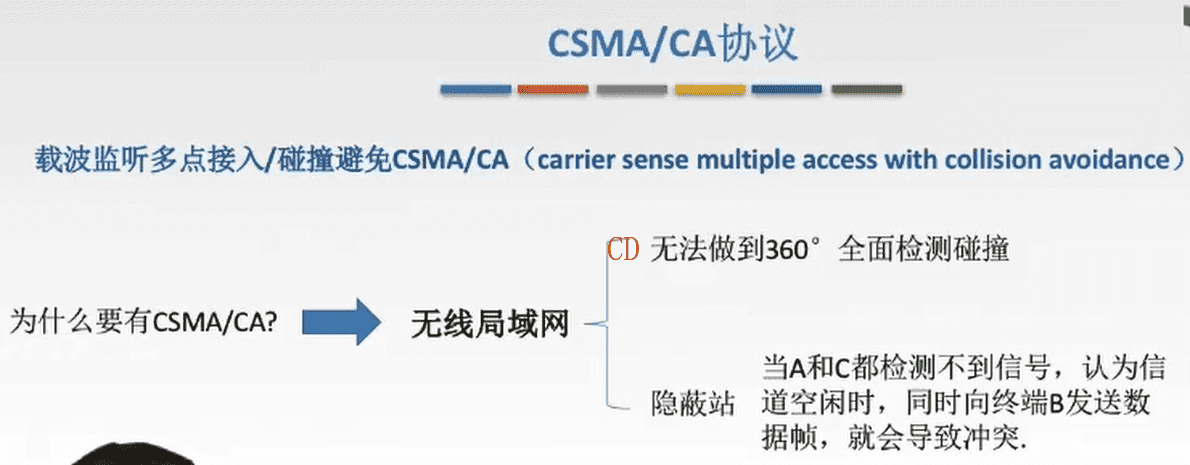 CSMA/CA协议
载波监听多点接入/碰撞避免CSMA/CA（carrier sense multiple access with collision avoidance）
CD 无法做到360°全面检测碰撞
为什么要有CSMA/CA?
无线局域网
隐蔽站
当A和C都检测不到信号，认为信
道空闲时，同时向终端B发送数
据帧，就会导致冲突.